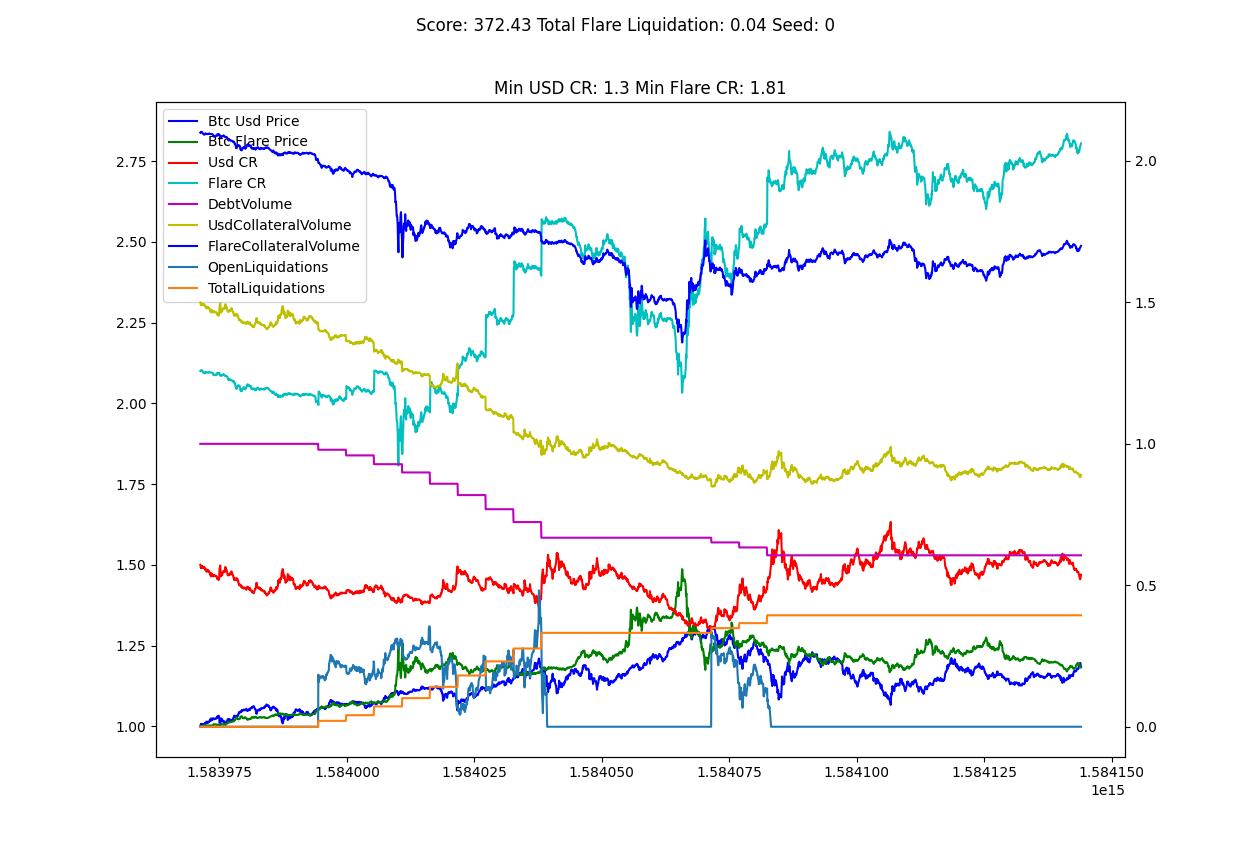 Score: 372.43 Total Flare Liquidation: 0.04 Seed: 0
Min USD CR: 1.3 Min Flare CR: 1.81
Btc Usd Price
Btc Flare Price
Usd CR
Flare CR
DebtVolume
UsdCollateralVolume
FlareCollateralVolume
OpenLiquidations
TotalLiquidations
2.75
2.50
2.25
2.00
1.75
1.50
1.25
1.00
2.0
1.5
1.0
0.5
0.0
1.583975 1.584000 1.584025 1.584050 1.584075 1.584100 1.584125 1.584150
1e15